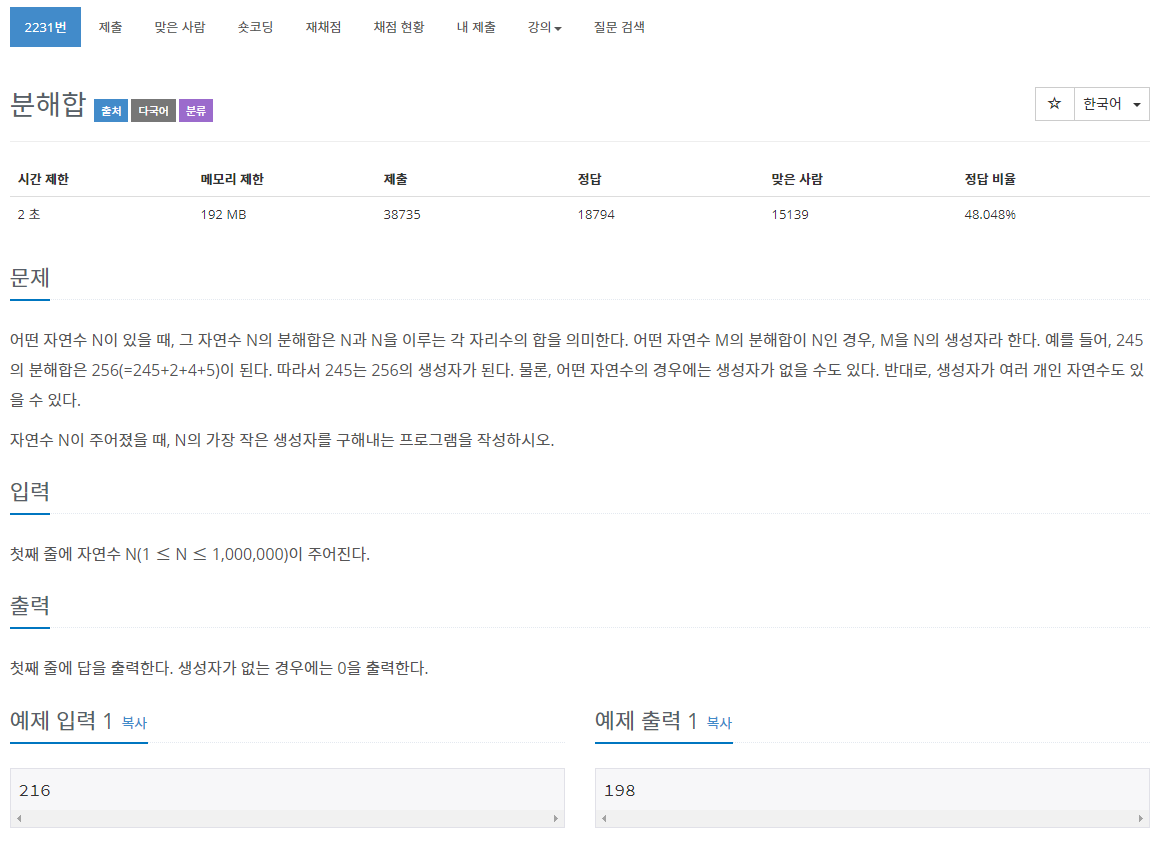 2231번 제출 맞은 사람 숏코딩 재채점 채점 현황 내 제출 강의 질문 검색
분해합 출처 다국어 분류 ☆ 한국어
시간 제한 메모리 제한 제출 정답 맞은 사람 정답 비율
2 초 192 MB 38735 18794 15139 48.048%
문제
어떤 자연수 N이 있을 때, 그 자연수 N의 분해합은 N과 N을 이루는 각 자리수의 합을 의미한다. 어떤 자연수 M의 분해합이 N인 경우, M을 N의 생성자라 한다. 예를 들어, 245
의 분해합은 256(=245+2+4+5)이 된다. 따라서 245는 256의 생성자가 된다. 물론, 어떤 자연수의 경우에는 생성자가 없을 수도 있다. 반대로, 생성자가 여러 개인 자연수도 있
을 수 있다.
자연수 N이 주어졌을 때, N의 가장 작은 생성자를 구해내는 프로그램을 작성하시오.
입력
첫째 줄에 자연수 N(1 ≤ N ≤ 1,000,000)이 주어진다.
출력
첫째 줄에 답을 출력한다. 생성자가 없는 경우에는 0을 출력한다.
예제 입력 1 복사 예제 출력 1 복사
216 198